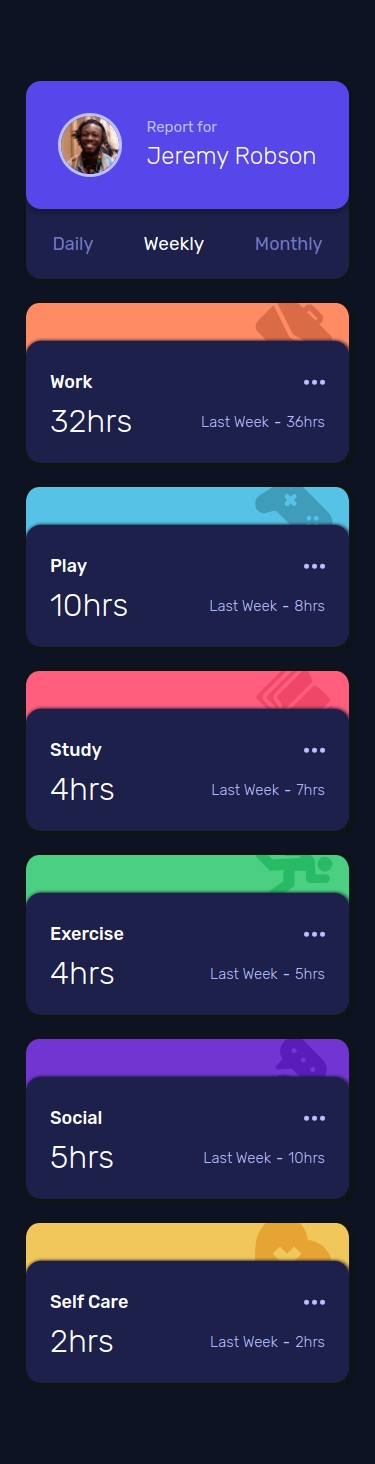 Report for
Jeremy Robson
Daily Weekly Monthly
Work
32hrs Last Week - 36hrs
Play
10hrs Last Week - 8hrs
Study
4hrs Last Week - 7hrs
Exercise
4hrs Last Week - 5hrs
Social
5hrs Last Week - 10hrs
Self Care
2hrs Last Week - 2hrs